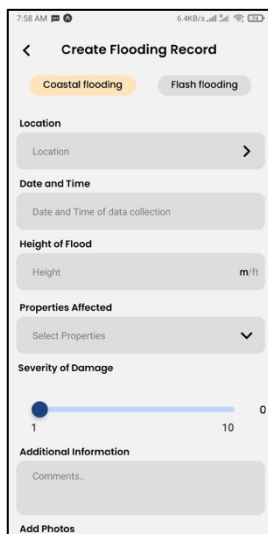 7:58 AM 6.4KB/s
Create Flooding Record
Coastal flooding Flash flooding
Location
Location
Date and Time
Date and Time of data collection
Height of Flood
Height m/ft
Properties Affected
Select Properties
Severity of Damage
0
1 10
Additional Information
Comments..
Add Photos